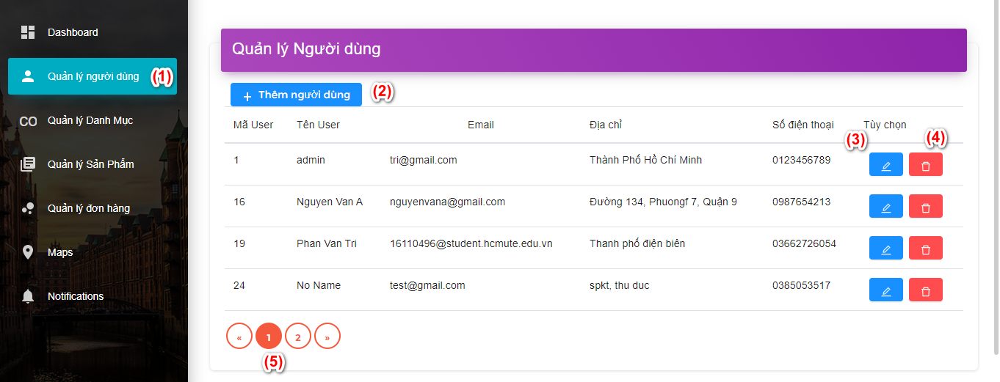 Dashboard
Quản lý người dùng (1)
CO Quản lý Danh Mục
Quản lý Sản Phẩm
Quản lý đơn hàng
Maps
Notifications
Quản lý Người dùng
+ Thêm người dùng (2)
Mã User Tên User Email Địa chỉ Số điện thoại Tùy chọn
(3) (4)
1 admin tri@gmail.com Thành Phố Hồ Chí Minh 0123456789
16 Nguyen Van A nguyenvana@gmail.com Đường 134, Phuongf 7, Quận 9 0987654213
19 Phan Van Tri 16110496@student.hcmute.edu.vn Thanh phố điện biên 03662726054
24 No Name test@gmail.com spkt, thu duc 0385053517
« 1 2 »
(5)